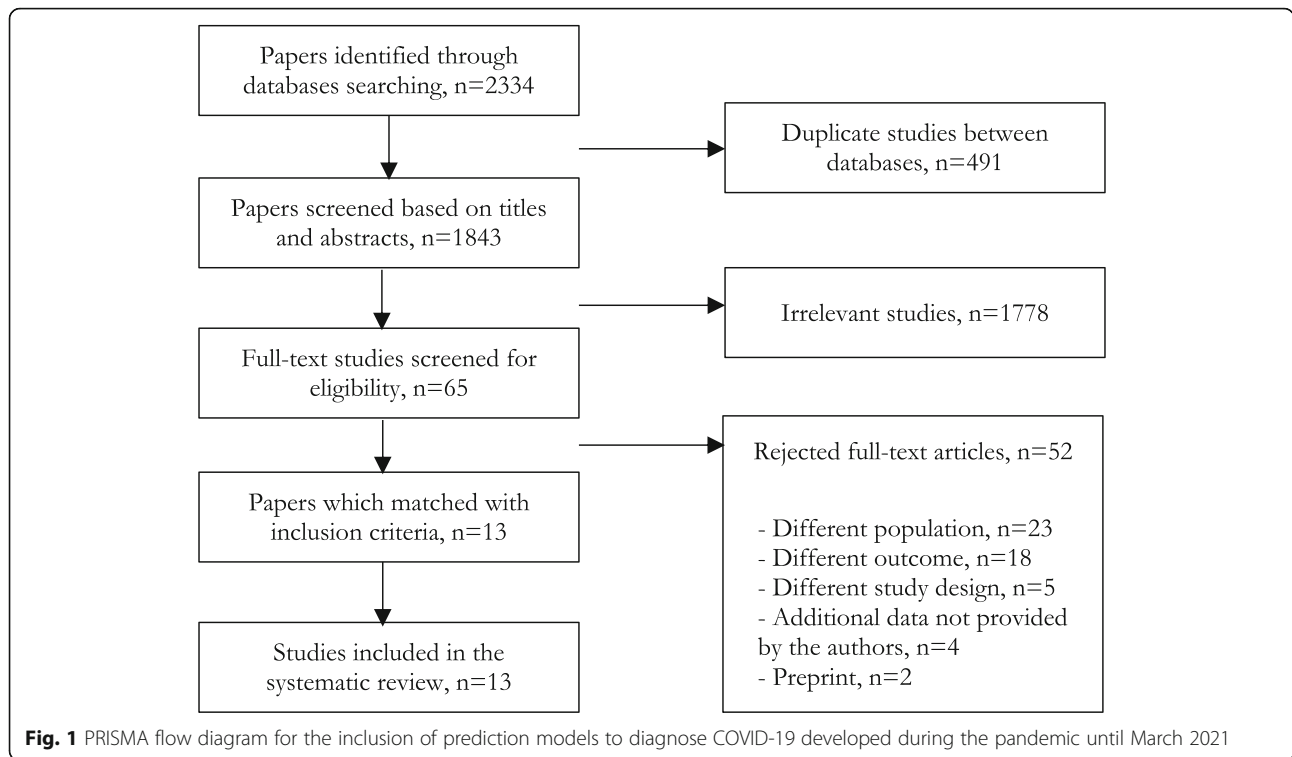 Papers identified through
databases searching, n=2334
Duplicate studies between
databases, n=491
Papers screened based on titles
and abstracts, n=1843
Irrelevant studies, n=1778
Full-text studies screened for
eligibility, n=65
Rejected full-text articles, n=52
- Different population, n=23
- Different outcome, n=18
- Different study design, n=5
- Additional data not provided
by the authors, n=4
- Preprint, n=2
Papers which matched with
inclusion criteria, n=13
Studies included in the
systematic review, n=13
Fig. 1 PRISMA flow diagram for the inclusion of prediction models to diagnose COVID-19 developed during the pandemic until March 2021